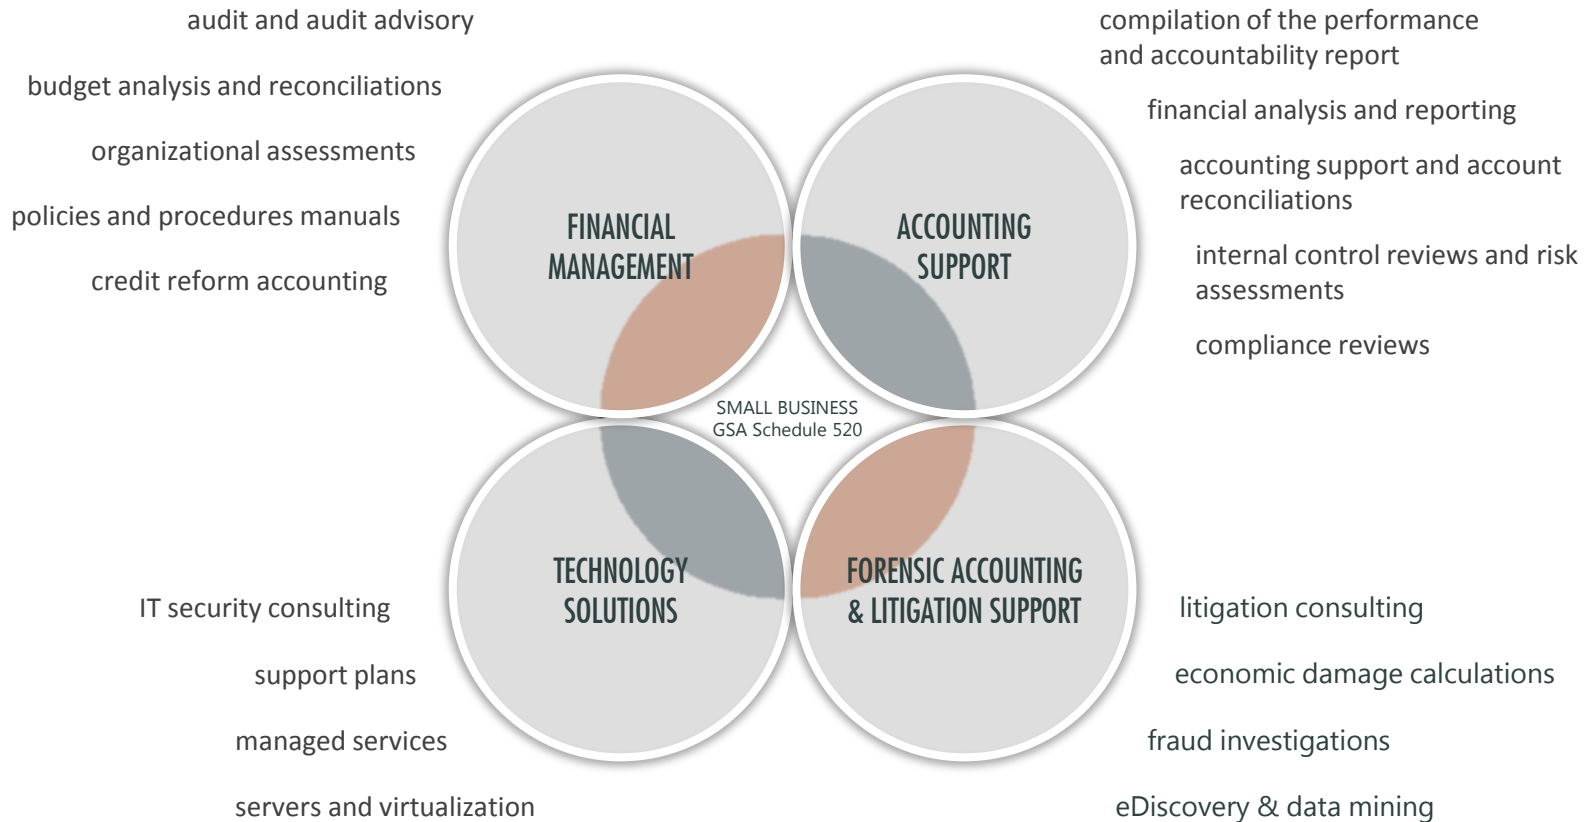 audit and audit advisory
budget analysis and reconciliations
organizational assessments
policies and procedures manuals
credit reform accounting
compilation of the performance
and accountability report
financial analysis and reporting
accounting support and account
reconciliations
internal control reviews and risk
assessments
compliance reviews
FINANCIAL
MANAGEMENT
ACCOUNTING
SUPPORT
SMALL BUSINESS
GSA Schedule 520
TECHNOLOGY
SOLUTIONS
FORENSIC ACCOUNTING
& LITIGATION SUPPORT
IT security consulting
support plans
managed services
servers and virtualization
litigation consulting
economic damage calculations
fraud investigations
eDiscovery & data mining